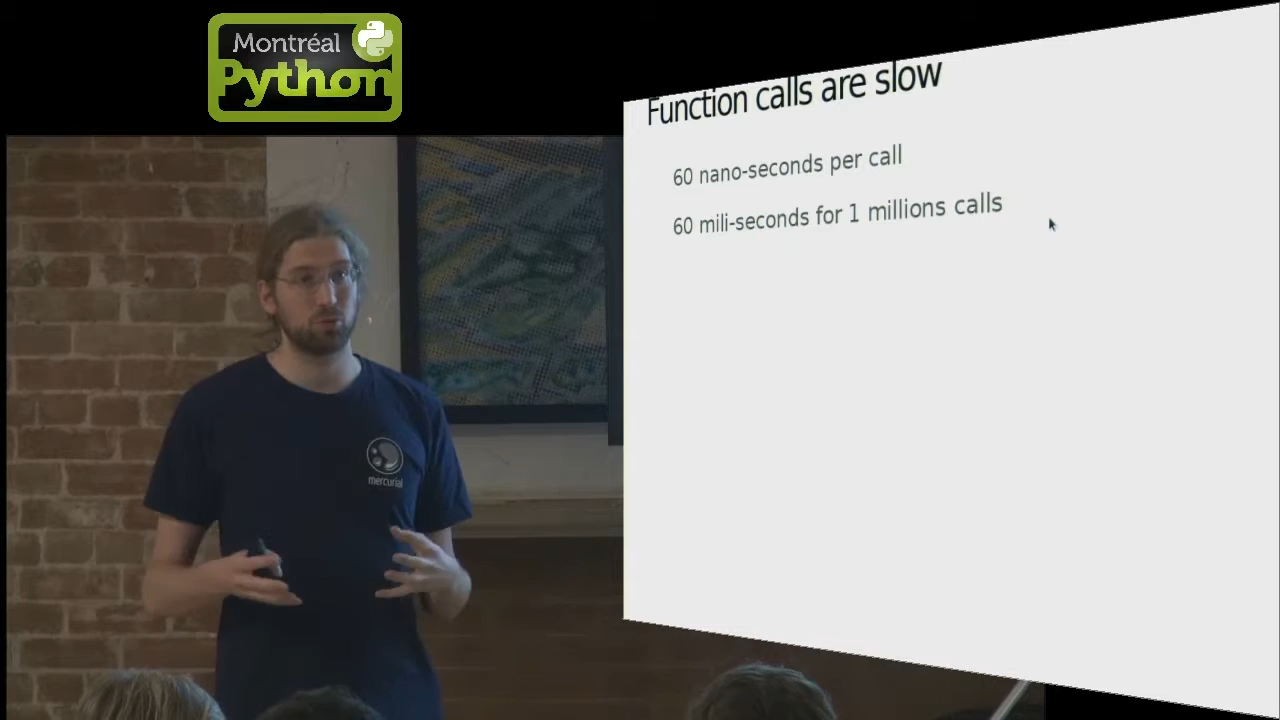 Montréal
Python
Function calls are slow
60 nano-seconds per call
60 mili-seconds for 1 millions calls
mercurial